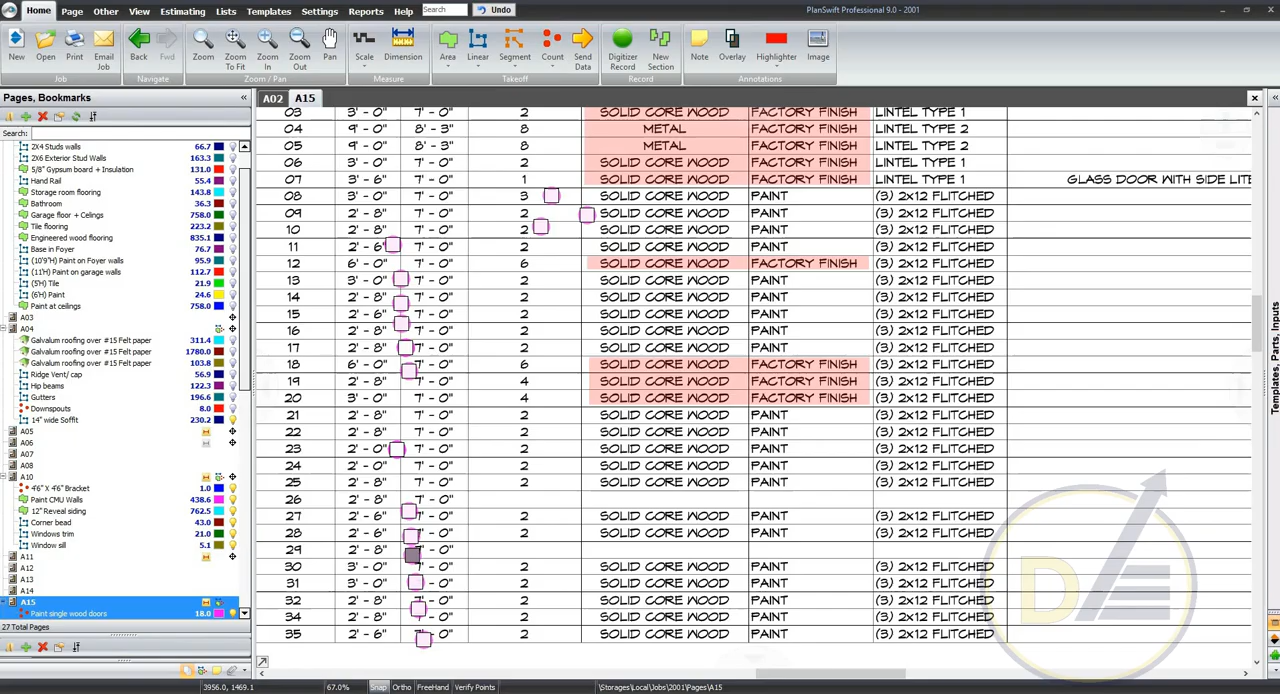 PlanSwift Professional 9.0 - 2001
Home Page Other View Estimating Lists Templates Settings Reports Help Search Undo
New Open Print Email Job Back Fwd Zoom Zoom To Fit Zoom In Zoom Out Pan Scale Dimension Area Linear Segment Count Send Data Digitizer Record New Section Note Overlay Highlighter Image
Job Navigate Zoom / Pan Measure Takeoff Record Annotations
Pages, Bookmarks
Search:
2X4 Studs walls 66.7
2X6 Exterior Stud Walls 163.3
5/8" Gypsum board + Insulation 131.0
Hand Rail 55.4
Storage room flooring 143.8
Bathroom 36.3
Garage floor + Celings 758.0
Tile flooring 223.2
Engineered wood flooring 835.1
Base in Foyer 76.7
(10'9"H) Paint on Foyer walls 95.9
(11'H) Paint on garage walls 112.7
(5'H) Tile 21.9
(6'H) Paint 24.6
Paint at ceilings 758.0
A03
A04
Galvalum roofing over #15 Felt paper 311.4
Galvalum roofing over #15 Felt paper 1780.0
Galvalum roofing over #15 Felt paper 103.8
Ridge Vent/ cap 56.9
Hip beams 122.3
Gutters 196.6
Downspouts 8.0
14" wide Soffit 230.2
A05
A06
A07
A08
A10
4'6" X 4'6" Bracket 1.0
Paint CMU Walls 438.6
12" Reveal siding 762.5
Corner bead 43.0
Windows trim 21.0
Window sill 5.1
A11
A12
A13
A14
A15
Paint single wood doors 18.0
27 Total Pages
A02 A15
03 3' - 0" 7' - 0" 2 SOLID CORE WOOD FACTORY FINISH LINTEL TYPE 1
04 9' - 0" 8' - 3" 8 METAL FACTORY FINISH LINTEL TYPE 2
05 9' - 0" 8' - 3" 8 METAL FACTORY FINISH LINTEL TYPE 2
06 3' - 0" 7' - 0" 2 SOLID CORE WOOD FACTORY FINISH LINTEL TYPE 1
07 3' - 6" 7' - 0" 1 SOLID CORE WOOD FACTORY FINISH LINTEL TYPE 1 GLASS DOOR WITH SIDE LITE
08 3' - 0" 7' - 0" 3 SOLID CORE WOOD PAINT (3) 2x12 FLITCHED
09 2' - 8" 7' - 0" 2 SOLID CORE WOOD PAINT (3) 2x12 FLITCHED
10 2' - 8" 7' - 0" 2 SOLID CORE WOOD PAINT (3) 2x12 FLITCHED
11 2' - 6" 7' - 0" 2 SOLID CORE WOOD PAINT (3) 2x12 FLITCHED
12 6' - 0" 7' - 0" 6 SOLID CORE WOOD FACTORY FINISH (3) 2x12 FLITCHED
13 3' - 0" 7' - 0" 2 SOLID CORE WOOD PAINT (3) 2x12 FLITCHED
14 2' - 8" 7' - 0" 2 SOLID CORE WOOD PAINT (3) 2x12 FLITCHED
15 2' - 6" 7' - 0" 2 SOLID CORE WOOD PAINT (3) 2x12 FLITCHED
16 2' - 8" 7' - 0" 2 SOLID CORE WOOD PAINT (3) 2x12 FLITCHED
17 2' - 8" 7' - 0" 2 SOLID CORE WOOD PAINT (3) 2x12 FLITCHED
18 6' - 0" 7' - 0" 6 SOLID CORE WOOD FACTORY FINISH (3) 2x12 FLITCHED
19 2' - 8" 7' - 0" 4 SOLID CORE WOOD FACTORY FINISH (3) 2x12 FLITCHED
20 3' - 0" 7' - 0" 4 SOLID CORE WOOD FACTORY FINISH (3) 2x12 FLITCHED
21 2' - 8" 7' - 0" 2 SOLID CORE WOOD PAINT (3) 2x12 FLITCHED
22 2' - 8" 7' - 0" 2 SOLID CORE WOOD PAINT (3) 2x12 FLITCHED
23 2' - 0" 7' - 0" 2 SOLID CORE WOOD PAINT (3) 2x12 FLITCHED
24 2' - 0" 7' - 0" 2 SOLID CORE WOOD PAINT (3) 2x12 FLITCHED
25 2' - 8" 7' - 0" 2 SOLID CORE WOOD PAINT (3) 2x12 FLITCHED
26 2' - 8" 7' - 0"
27 2' - 6" 7' - 0" 2 SOLID CORE WOOD PAINT (3) 2x12 FLITCHED
28 2' - 6" 7' - 0" 2 SOLID CORE WOOD PAINT (3) 2x12 FLITCHED
29 2' - 8" 7' - 0"
30 3' - 0" 7' - 0" 2 SOLID CORE WOOD PAINT (3) 2x12 FLITCHED
31 3' - 0" 7' - 0" 2 SOLID CORE WOOD PAINT (3) 2x12 FLITCHED
32 2' - 8" 7' - 0" 2 SOLID CORE WOOD PAINT (3) 2x12 FLITCHED
34 2' - 8" 7' - 0" 2 SOLID CORE WOOD PAINT (3) 2x12 FLITCHED
35 2' - 6" 7' - 0" 2 SOLID CORE WOOD PAINT (3) 2x12 FLITCHED
DE
Templates, Parts, Inputs
3956.0, 1469.1 67.0% Snap Ortho FreeHand Verify Points \Storages\Local\Jobs\2001\Pages\A15